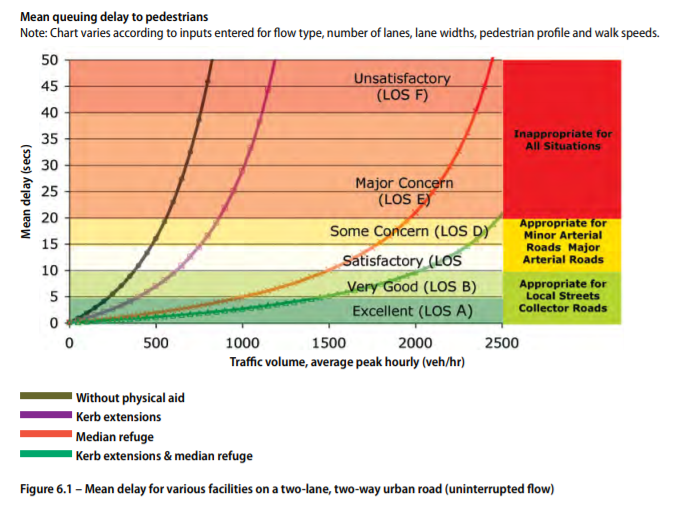 Mean queuing delay to pedestrians
Note: Chart varies according to inputs entered for flow type, number of lanes, lane widths, pedestrian profile and walk speeds.
50
45
40
35
30
25
20
15
10
5
0
Mean delay (secs)
Unsatisfactory
(LOS F)
Major Concern
(LOS E)
Some Concern (LOS D)
Satisfactory (LOS
Very Good (LOS B)
Excellent (LOS A)
Inappropriate for
All Situations
Appropriate for
Minor Arterial
Roads Major
Arterial Roads
Appropriate for
Local Streets
Collector Roads
0 500 1000 1500 2000 2500
Traffic volume, average peak hourly (veh/hr)
Without physical aid
Kerb extensions
Median refuge
Kerb extensions & median refuge
Figure 6.1 – Mean delay for various facilities on a two-lane, two-way urban road (uninterrupted flow)